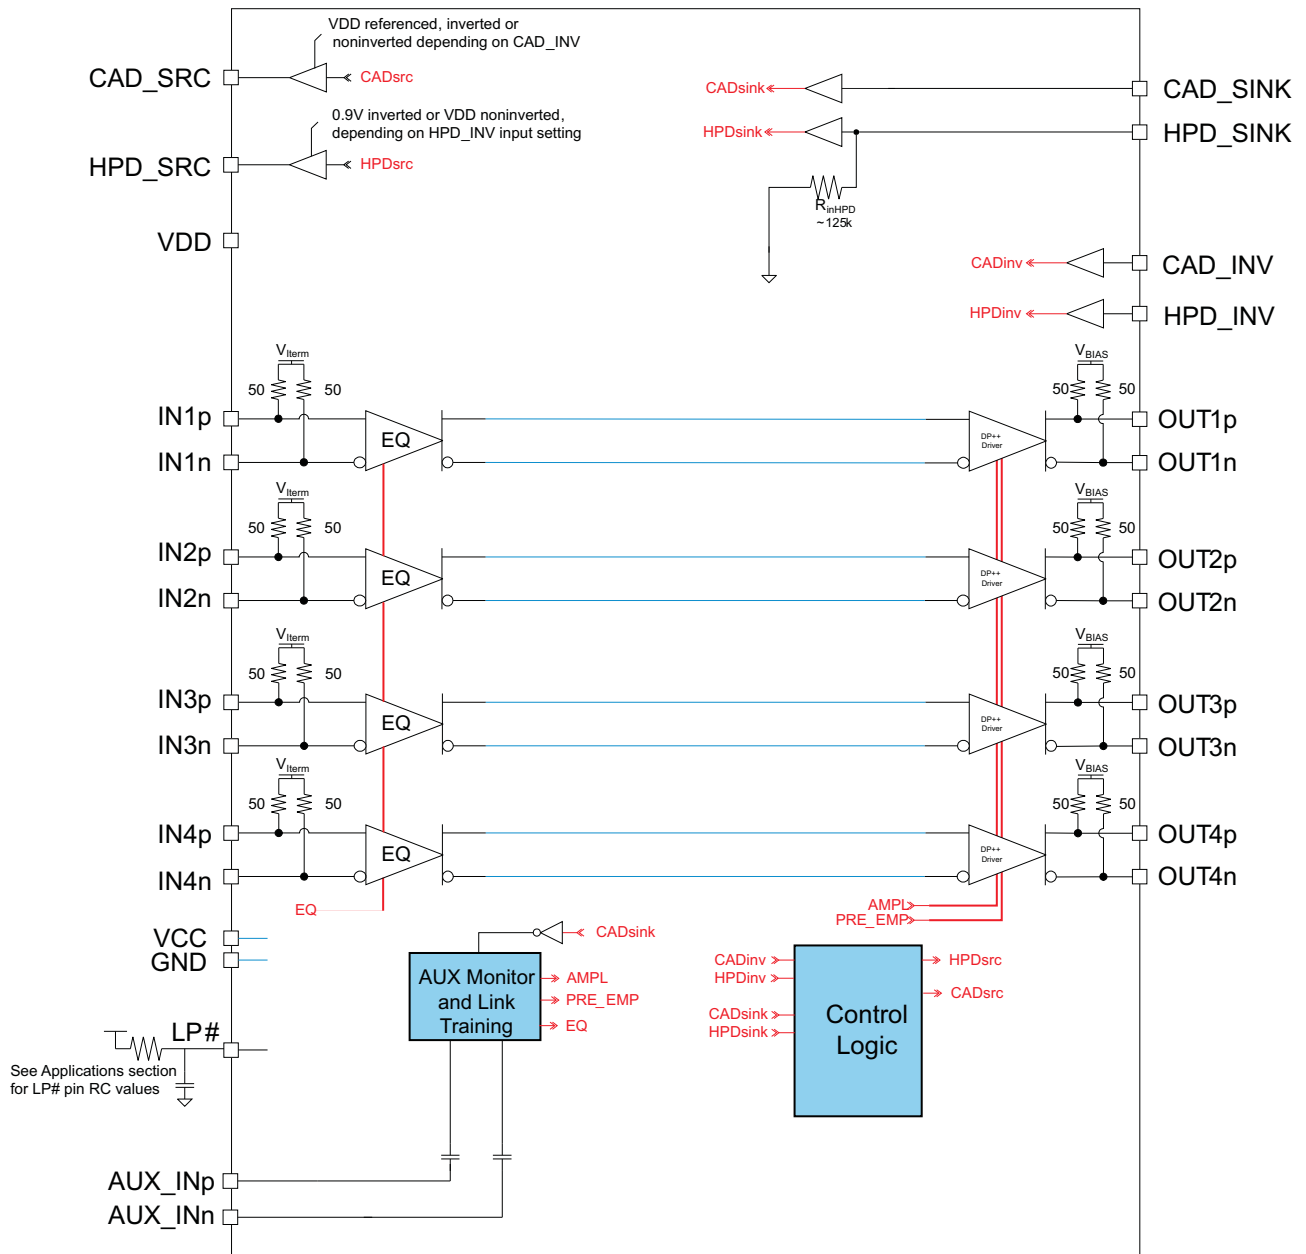 VDD referenced, inverted or
noninverted depending on CAD_INV
CAD_SRC
CADsrc
CADsink
CAD_SINK
0.9V inverted or VDD noninverted,
depending on HPD_INV input setting
HPDsink
HPD_SINK
HPD_SRC
HPDsrc
RinHPD
~125k
VDD
CADinv
CAD_INV
HPDinv
HPD_INV
VIterm
VBIAS
50
50
50
50
IN1p
OUT1p
EQ
DP++
Driver
IN1n
OUT1n
VIterm
VBIAS
50
50
50
50
IN2p
OUT2p
EQ
DP++
Driver
IN2n
OUT2n
VIterm
VBIAS
50
50
50
50
IN3p
OUT3p
EQ
DP++
Driver
IN3n
OUT3n
VIterm
VBIAS
50
50
50
50
IN4p
OUT4p
EQ
DP++
Driver
IN4n
OUT4n
EQ
AMPL
PRE_EMP
VCC
GND
CADsink
AUX Monitor
and Link
Training
AMPL
PRE_EMP
EQ
CADinv
HPDinv
CADsink
HPDsink
Control
Logic
HPDsrc
CADsrc
LP#
See Applications section
for LP# pin RC values
AUX_INp
AUX_INn